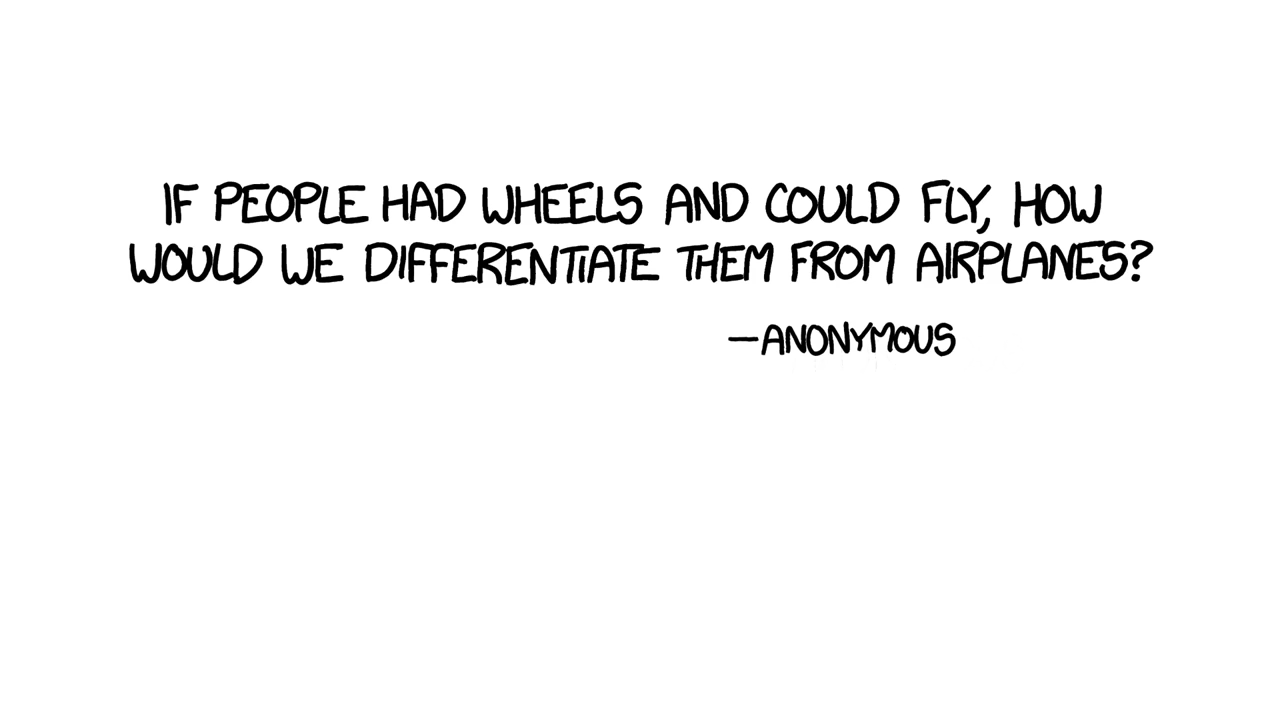 IF PEOPLE HAD WHEELS AND COULD FLY, HOW
WOULD WE DIFFERENTIATE THEM FROM AIRPLANES?
—ANONYMOUS